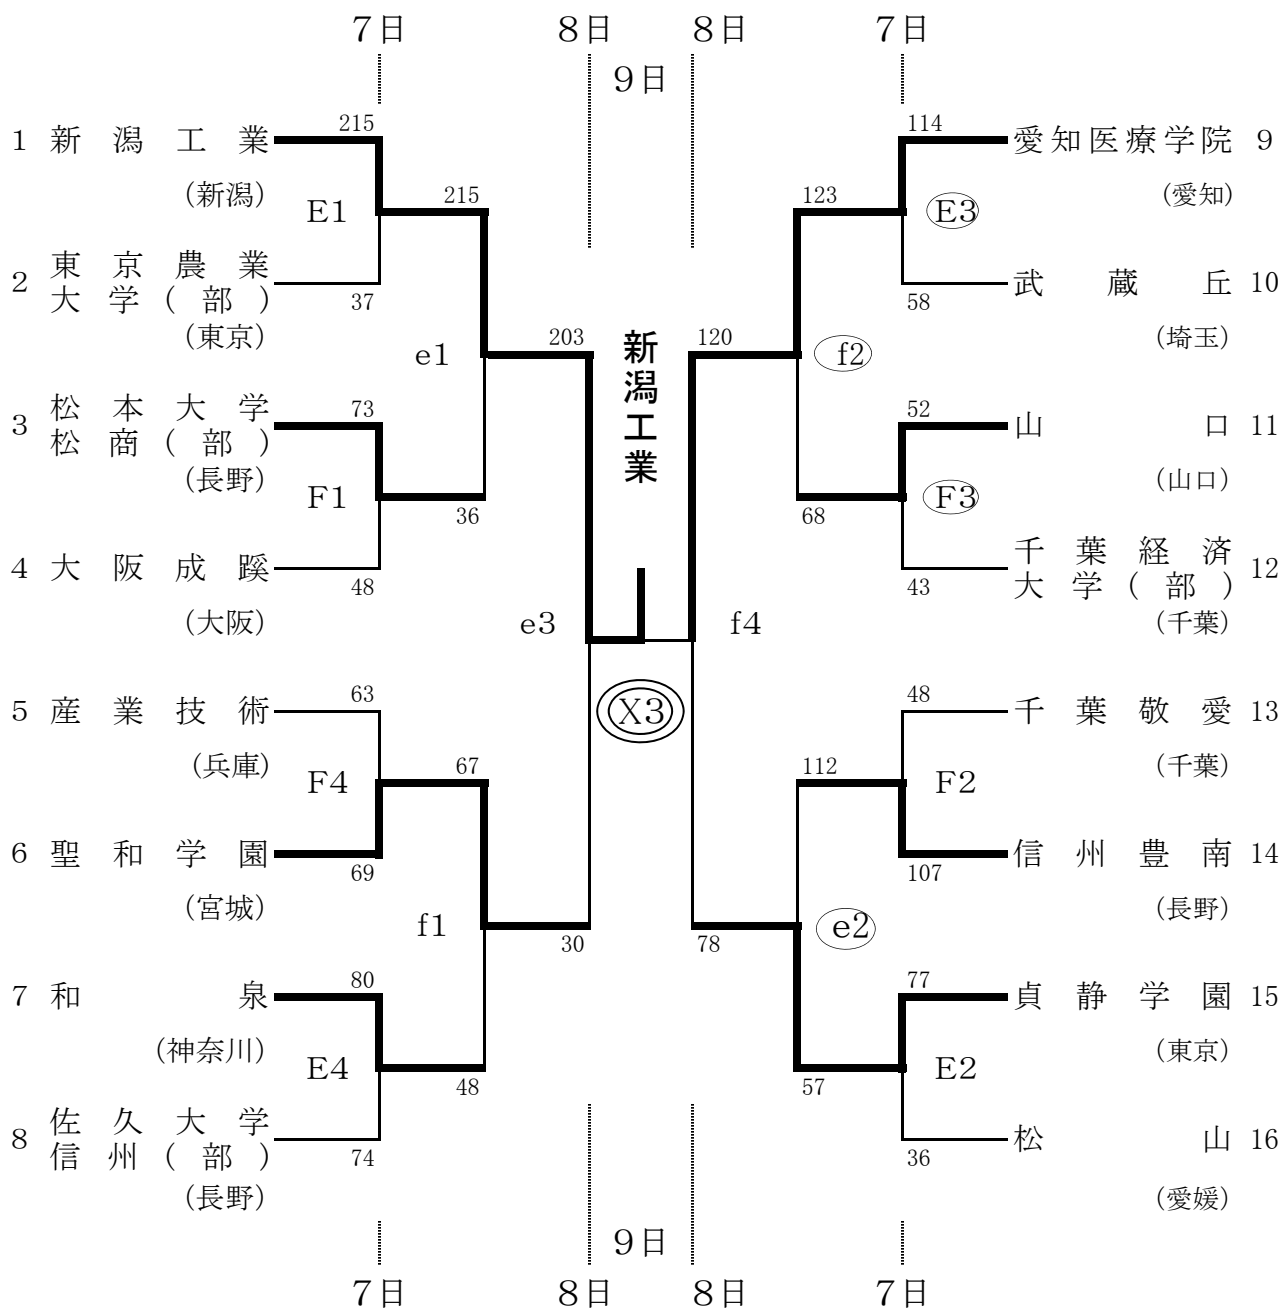 7日 8日 8日 7日
9日
1 新潟工業
(新潟)
215
E1
2 東京農業
大学(部)
(東京)
37
215
e1
3 松本大学
松商(部)
(長野)
73
F1
36
4 大阪成蹊
(大阪)
48
203
e3
5 産業技術
(兵庫)
63
F4
67
6 聖和学園
(宮城)
69
f1
30
7 和泉
(神奈川)
80
E4
48
8 佐久大学
信州(部)
(長野)
74
新潟工業
X3
114
愛知医療学院 9
(愛知)
123
E3
58
武蔵丘 10
(埼玉)
120
f2
52
山口 11
(山口)
F3
68
43
千葉経済
大学(部) 12
(千葉)
f4
48
千葉敬愛 13
(千葉)
112
F2
107
信州豊南 14
(長野)
78
e2
77
貞静学園 15
(東京)
E2
57
36
松山 16
(愛媛)
9日
7日 8日 8日 7日